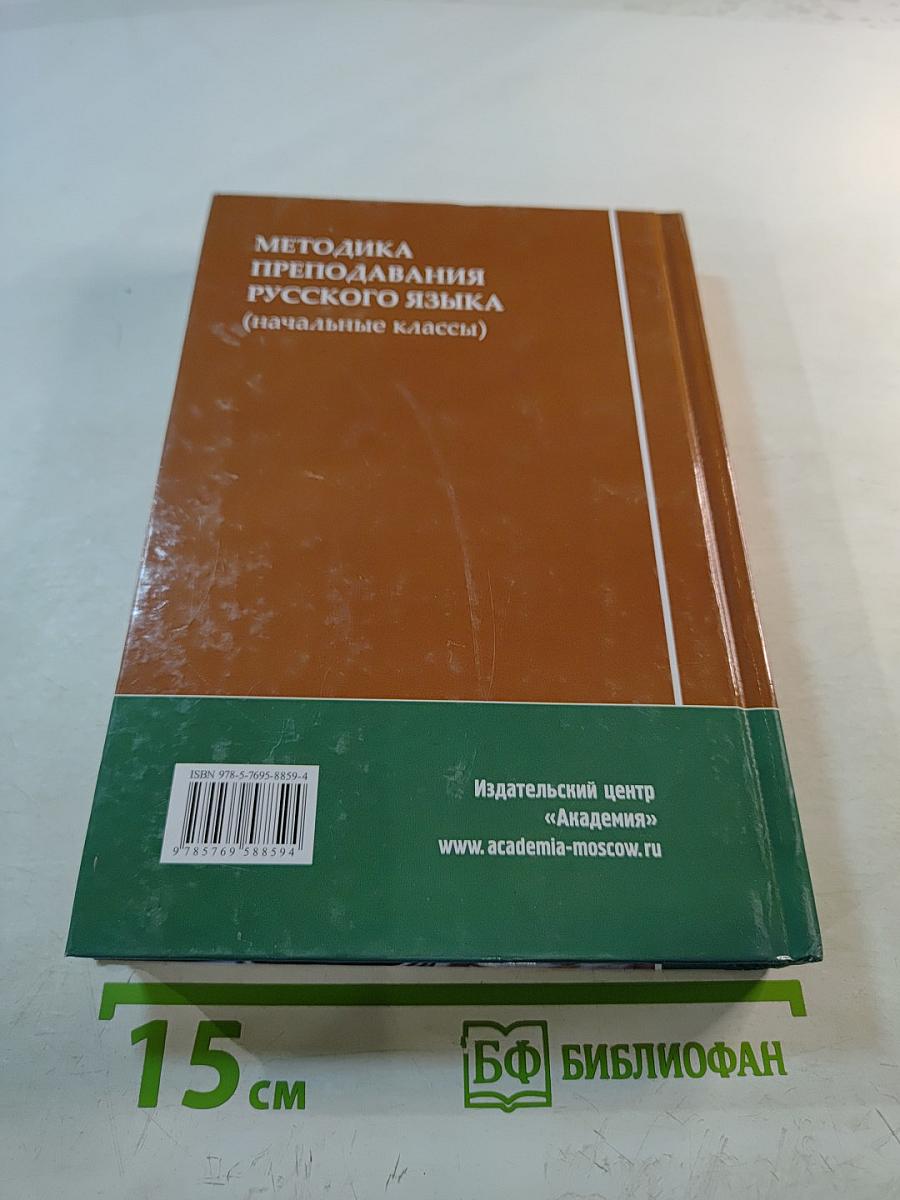 МЕТОДИКА
ПРЕПОДАВАНИЯ
РУССКОГО ЯЗЫКА
(начальные классы)
ISBN 978-5-7695-8859-4
9 785769 588594
Издательский центр
«Академия»
www.academia-moscow.ru
15 см
БФ БИБЛИОФАН